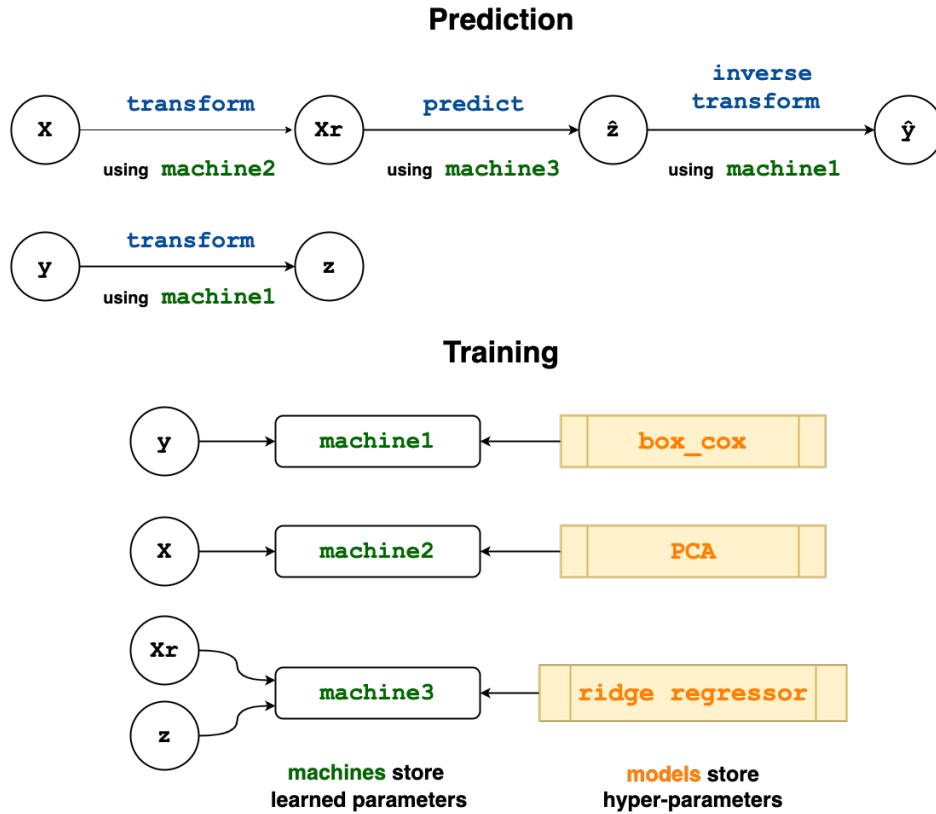 Prediction
X
transform
using machine2
Xr
predict
using machine3
ẑ
inverse
transform
using machine1
ŷ
y
transform
using machine1
z
Training
y
machine1
box_cox
X
machine2
PCA
Xr
z
machine3
ridge regressor
machines store
learned parameters
models store
hyper-parameters